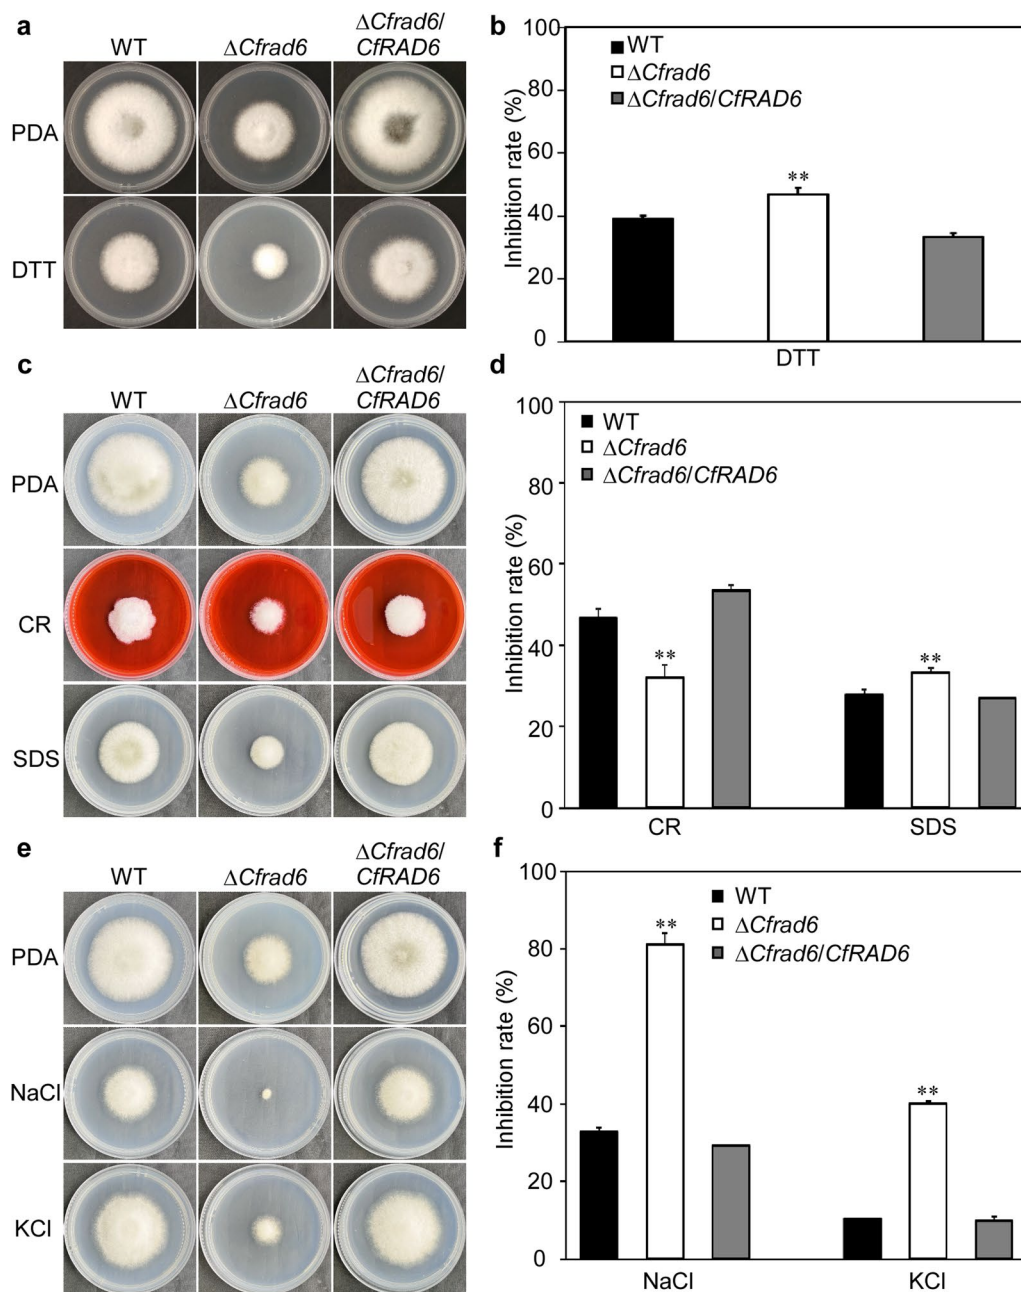 a
WT
ΔCfrad6
ΔCfrad6/
CfRAD6
PDA
DTT
b
Inhibition rate (%)
100
80
60
40
20
0
WT
ΔCfrad6
ΔCfrad6/CfRAD6
**
DTT
c
WT
ΔCfrad6
ΔCfrad6/
CfRAD6
PDA
CR
SDS
d
Inhibition rate (%)
100
80
60
40
20
0
WT
ΔCfrad6
ΔCfrad6/CfRAD6
**
**
CR
SDS
e
WT
ΔCfrad6
ΔCfrad6/
CfRAD6
PDA
NaCl
KCl
f
Inhibition rate (%)
100
80
60
40
20
0
WT
ΔCfrad6
ΔCfrad6/CfRAD6
**
**
NaCl
KCl